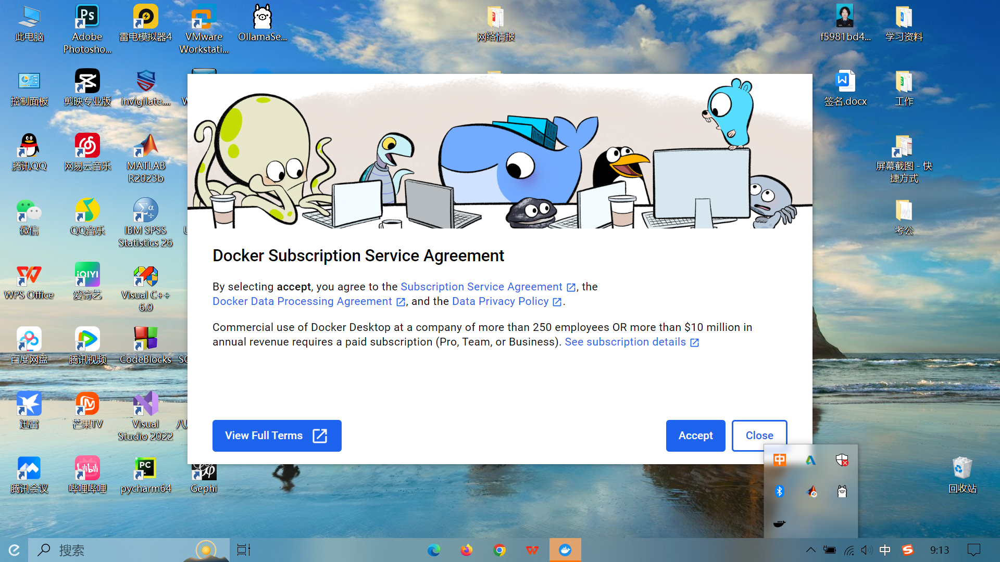 此电脑
Adobe
Photosho...
雷电模拟器4
VMware
Workstati...
OllamaSe...
网络情报
f5981bd4...
学习资料
控制面板
剪映专业版
invigilate....
签名.docx
工作
腾讯QQ
网易云音乐
MATLAB
R2023b
屏幕截图 - 快
捷方式
微信
QQ音乐
IBM SPSS
Statistics 26
考公
WPS Office
爱奇艺
Visual C++
6.0
百度网盘
腾讯视频
CodeBlocks
迅雷
芒果TV
Visual
Studio 2022
腾讯会议
哔哩哔哩
pycharm64
Gephi
回收站
Docker Subscription Service Agreement
By selecting accept, you agree to the Subscription Service Agreement, the
Docker Data Processing Agreement, and the Data Privacy Policy.
Commercial use of Docker Desktop at a company of more than 250 employees OR more than $10 million in
annual revenue requires a paid subscription (Pro, Team, or Business). See subscription details
View Full Terms
Accept
Close
搜索
中
9:13